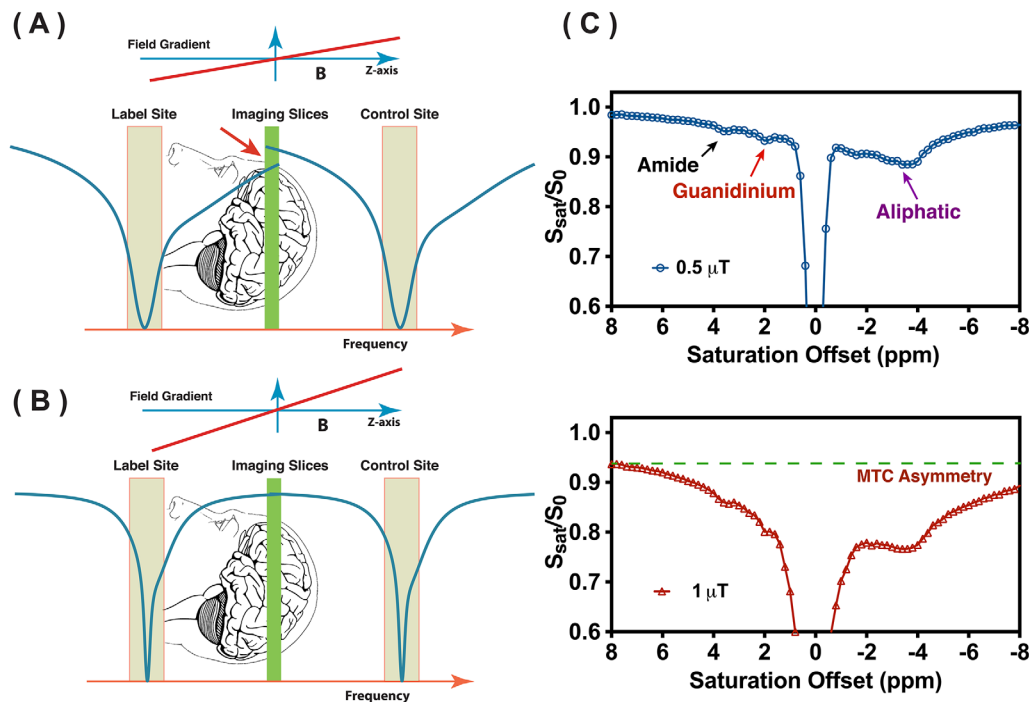 ( A )
Field Gradient
B
Z-axis
Label Site
Imaging Slices
Control Site
Frequency
( B )
Field Gradient
B
Z-axis
Label Site
Imaging Slices
Control Site
Frequency
( C )
1.0
0.9
0.8
0.7
0.6
Ssat/S0
Amide
Guanidinium
Aliphatic
0.5 μT
8 6 4 2 0 -2 -4 -6 -8
Saturation Offset (ppm)
1.0
0.9
0.8
0.7
0.6
Ssat/S0
MTC Asymmetry
1 μT
8 6 4 2 0 -2 -4 -6 -8
Saturation Offset (ppm)